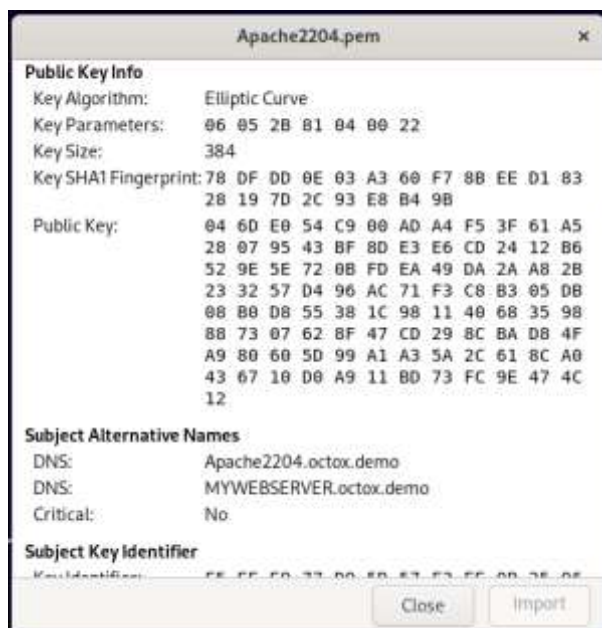 Apache2204.pem ×
Public Key Info
Key Algorithm: Elliptic Curve
Key Parameters: 06 05 2B 81 04 00 22
Key Size: 384
Key SHA1 Fingerprint: 78 DF DD 0E 03 A3 60 F7 8B EE D1 83
28 19 7D 2C 93 E8 B4 9B
Public Key: 04 6D E0 54 C9 00 AD A4 F5 3F 61 A5
28 07 95 43 BF 8D E3 E6 CD 24 12 B6
52 9E 5E 72 0B FD EA 49 DA 2A A8 2B
23 32 57 D4 96 AC 71 F3 C8 B3 05 DB
08 B0 D8 55 38 1C 98 11 40 68 35 98
88 73 07 62 8F 47 CD 29 8C BA D8 4F
A9 80 60 5D 99 A1 A3 5A 2C 61 8C A0
43 67 10 D0 A9 11 BD 73 FC 9E 47 4C
12
Subject Alternative Names
DNS: Apache2204.octox.demo
DNS: MYWEBSERVER.octox.demo
Critical: No
Subject Key Identifier
Key Identifier:
Close Import